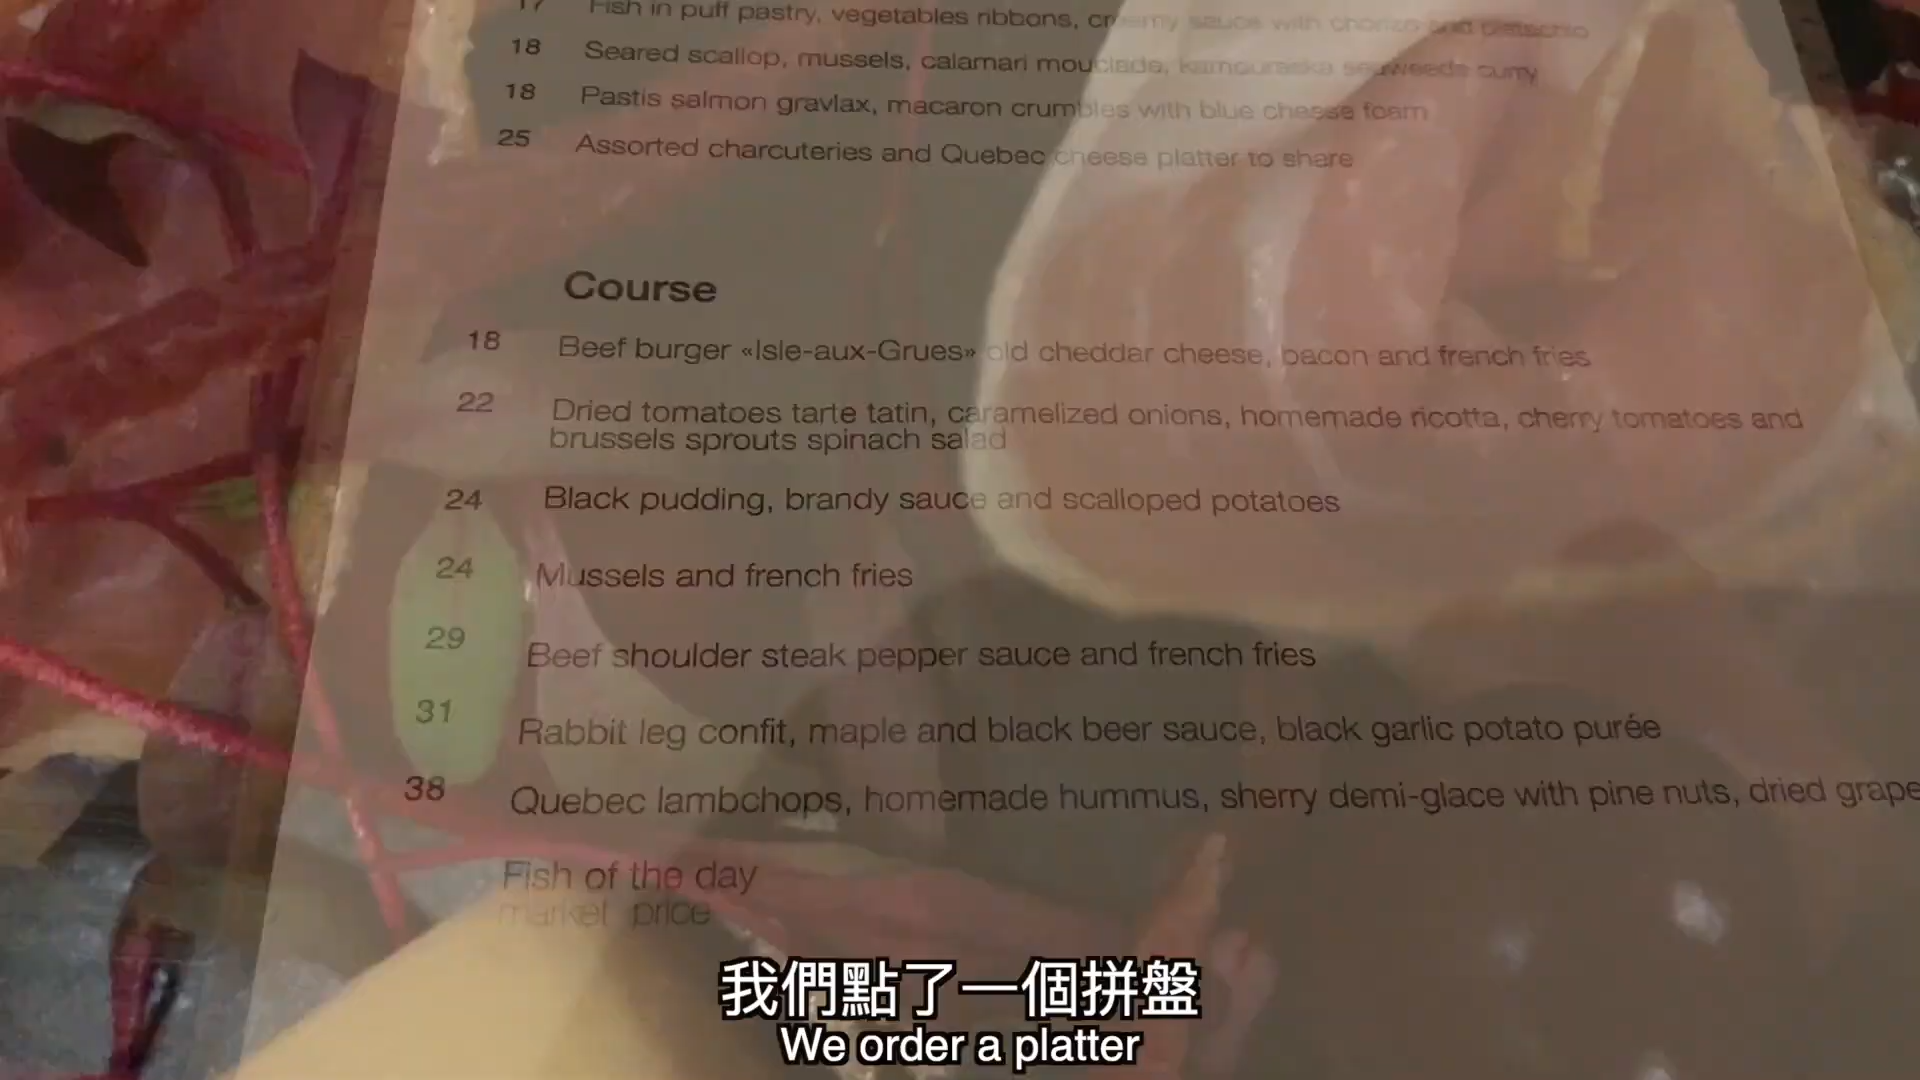 17 Fish in puff pastry, vegetables ribbons, creamy sauce with chorizo and pistachio
18 Seared scallop, mussels, calamari mouclade, kamouraska seaweeds curry
18 Pastis salmon gravlax, macaron crumbles with blue cheese foam
25 Assorted charcuteries and Quebec cheese platter to share
Course
18 Beef burger «Isle-aux-Grues» old cheddar cheese, bacon and french fries
22 Dried tomatoes tarte tatin, caramelized onions, homemade ricotta, cherry tomatoes and
brussels sprouts spinach salad
24 Black pudding, brandy sauce and scalloped potatoes
24 Mussels and french fries
29 Beef shoulder steak pepper sauce and french fries
31 Rabbit leg confit, maple and black beer sauce, black garlic potato purée
38 Quebec lambchops, homemade hummus, sherry demi-glace with pine nuts, dried grape
Fish of the day
market price
我們點了一個拼盤
We order a platter